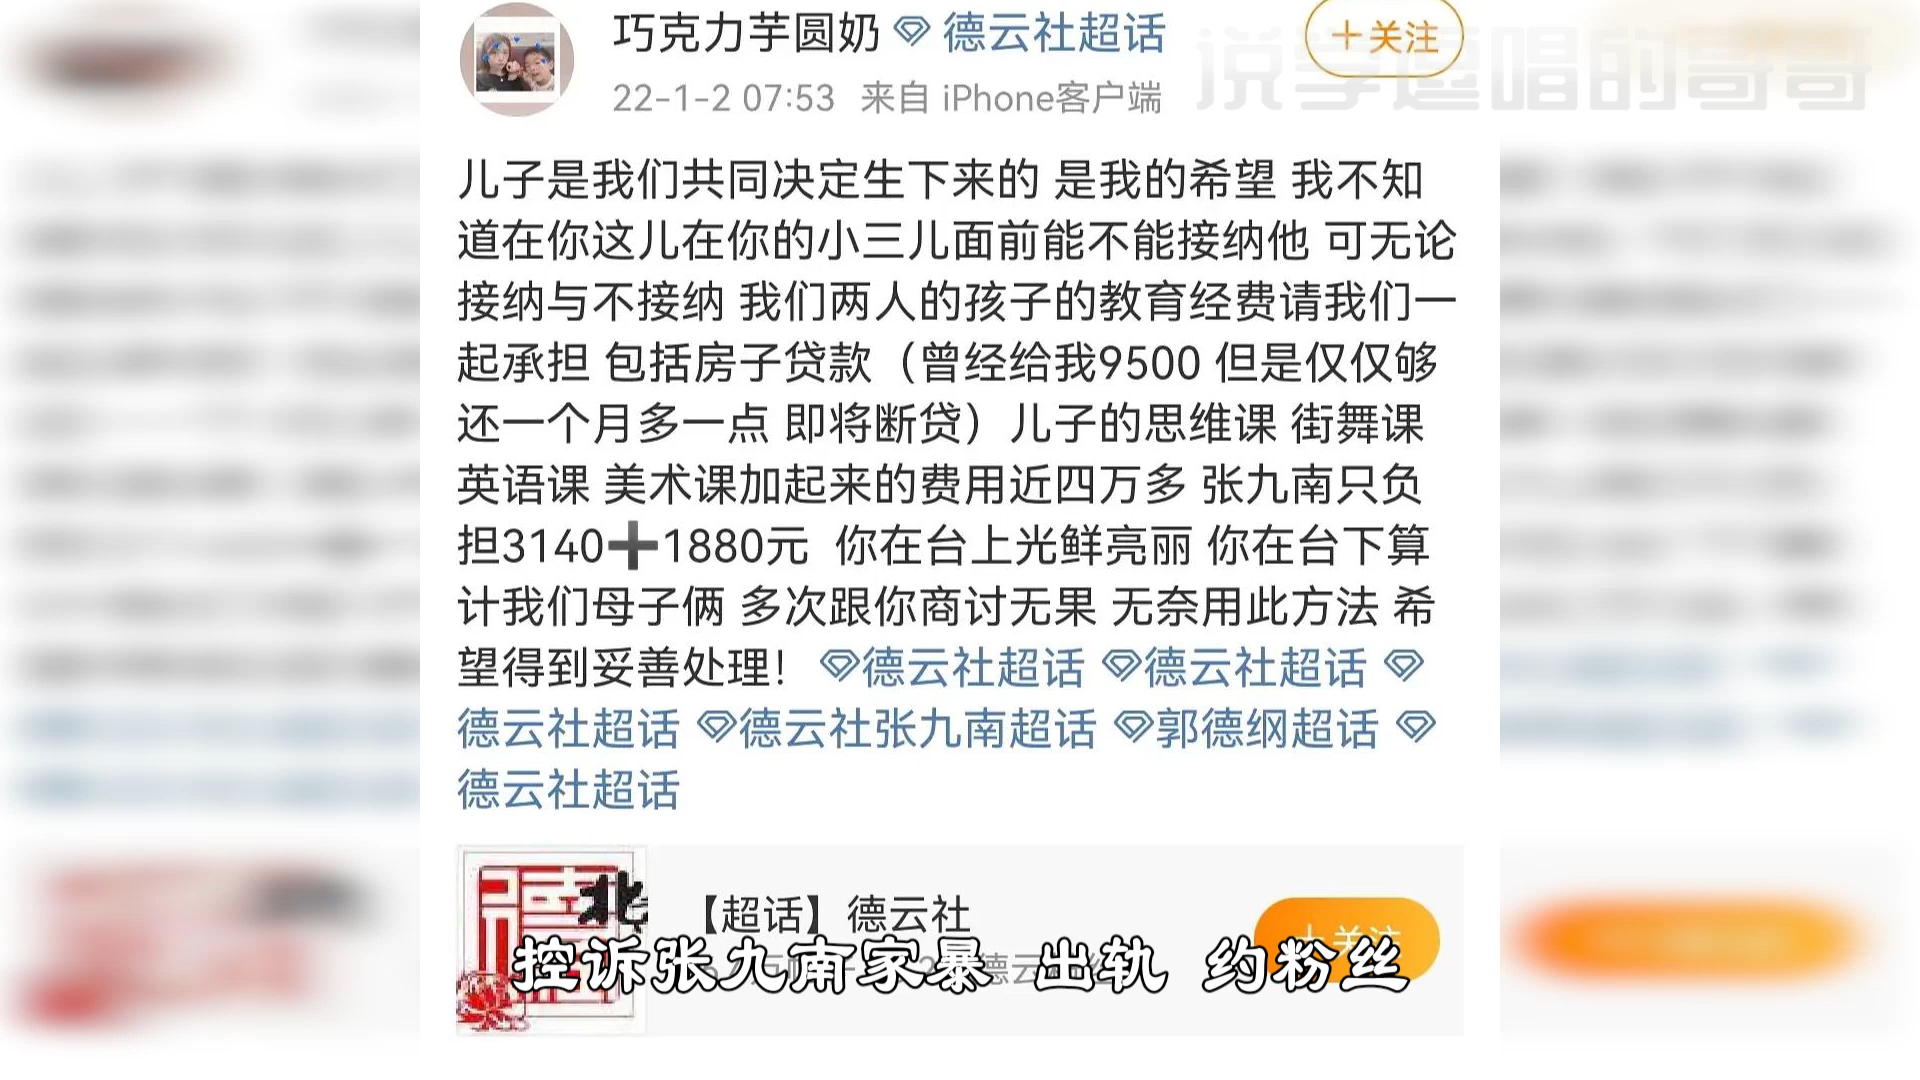 巧克力芋圆奶 德云社超话
+关注
说学逗唱的哥哥
22-1-2 07:53 来自 iPhone客户端
儿子是我们共同决定生下来的 是我的希望 我不知
道在你这儿在你的小三儿面前能不能接纳他 可无论
接纳与不接纳 我们两人的孩子的教育经费请我们一
起承担 包括房子贷款（曾经给我9500 但是仅仅够
还一个月多一点 即将断贷）儿子的思维课 街舞课
英语课 美术课加起来的费用近四万多 张九南只负
担3140➕1880元 你在台上光鲜亮丽 你在台下算
计我们母子俩 多次跟你商讨无果 无奈用此方法 希
望得到妥善处理！ 德云社超话 德云社超话
德云社超话 德云社张九南超话 郭德纲超话
德云社超话
【超话】德云社
+关注
控诉张九南家暴 出轨 约粉丝